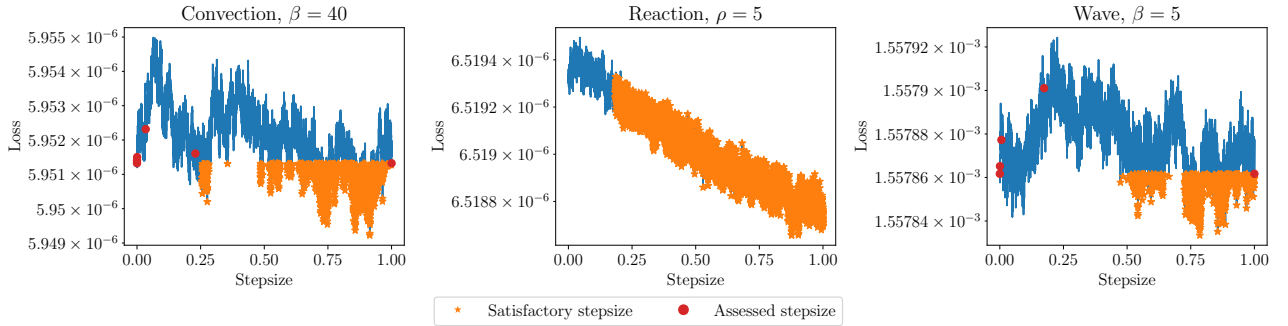 Convection, β = 40
Loss
5.955 × 10⁻⁶
5.954 × 10⁻⁶
5.953 × 10⁻⁶
5.952 × 10⁻⁶
5.951 × 10⁻⁶
5.95 × 10⁻⁶
5.949 × 10⁻⁶
0.00 0.25 0.50 0.75 1.00
Stepsize
Reaction, ρ = 5
Loss
6.5194 × 10⁻⁶
6.5192 × 10⁻⁶
6.519 × 10⁻⁶
6.5188 × 10⁻⁶
0.00 0.25 0.50 0.75 1.00
Stepsize
Wave, β = 5
Loss
1.55792 × 10⁻³
1.5579 × 10⁻³
1.55788 × 10⁻³
1.55786 × 10⁻³
1.55784 × 10⁻³
0.00 0.25 0.50 0.75 1.00
Stepsize
Satisfactory stepsize
Assessed stepsize